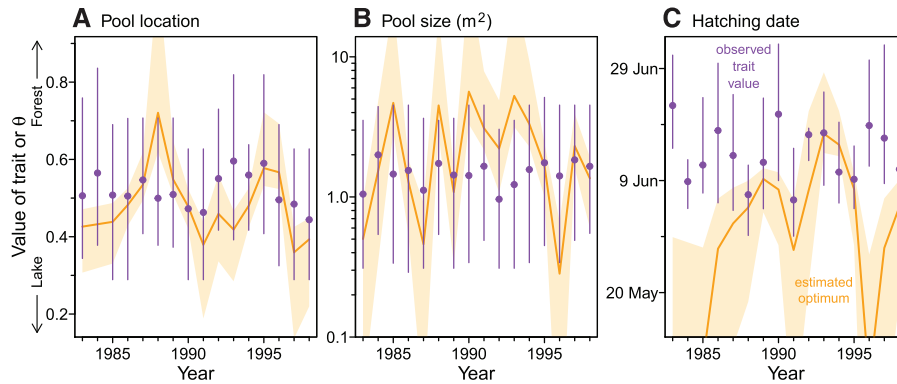 A Pool location
B Pool size (m²)
C Hatching date
Value of trait or θ
Lake
Forest
0.8
0.6
0.4
0.2
1985 1990 1995
Year
10
1.0
0.1
1985 1990 1995
Year
29 Jun
9 Jun
20 May
observed
trait
value
estimated
optimum
1985 1990 1995
Year